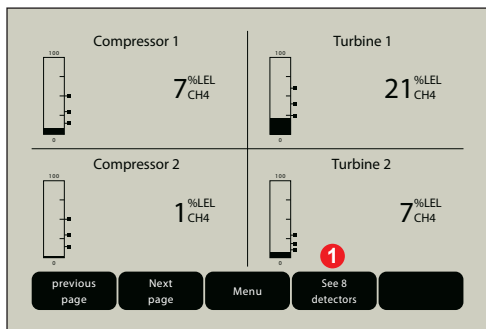 Compressor 1
100
7 %LEL
CH4
0
Turbine 1
100
21 %LEL
CH4
0
Compressor 2
100
1 %LEL
CH4
0
Turbine 2
100
7 %LEL
CH4
0
1
previous
page
Next
page
Menu
See 8
detectors